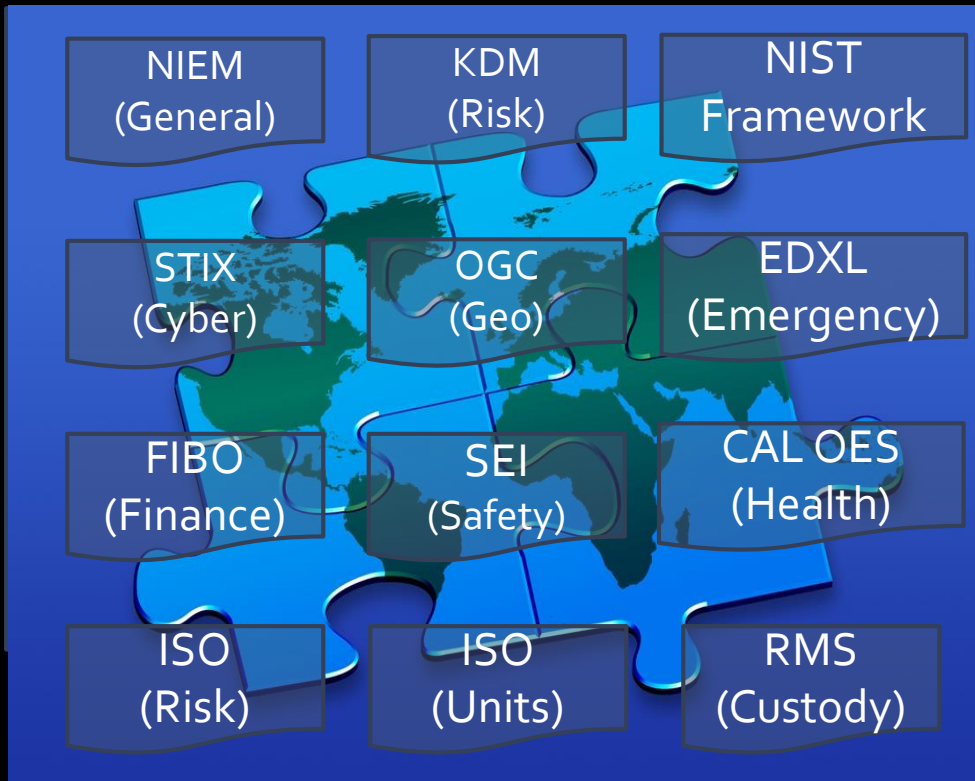 NIEM
(General)
KDM
(Risk)
NIST
Framework
STIX
(Cyber)
OGC
(Geo)
EDXL
(Emergency)
FIBO
(Finance)
SEI
(Safety)
CAL OES
(Health)
ISO
(Risk)
ISO
(Units)
RMS
(Custody)